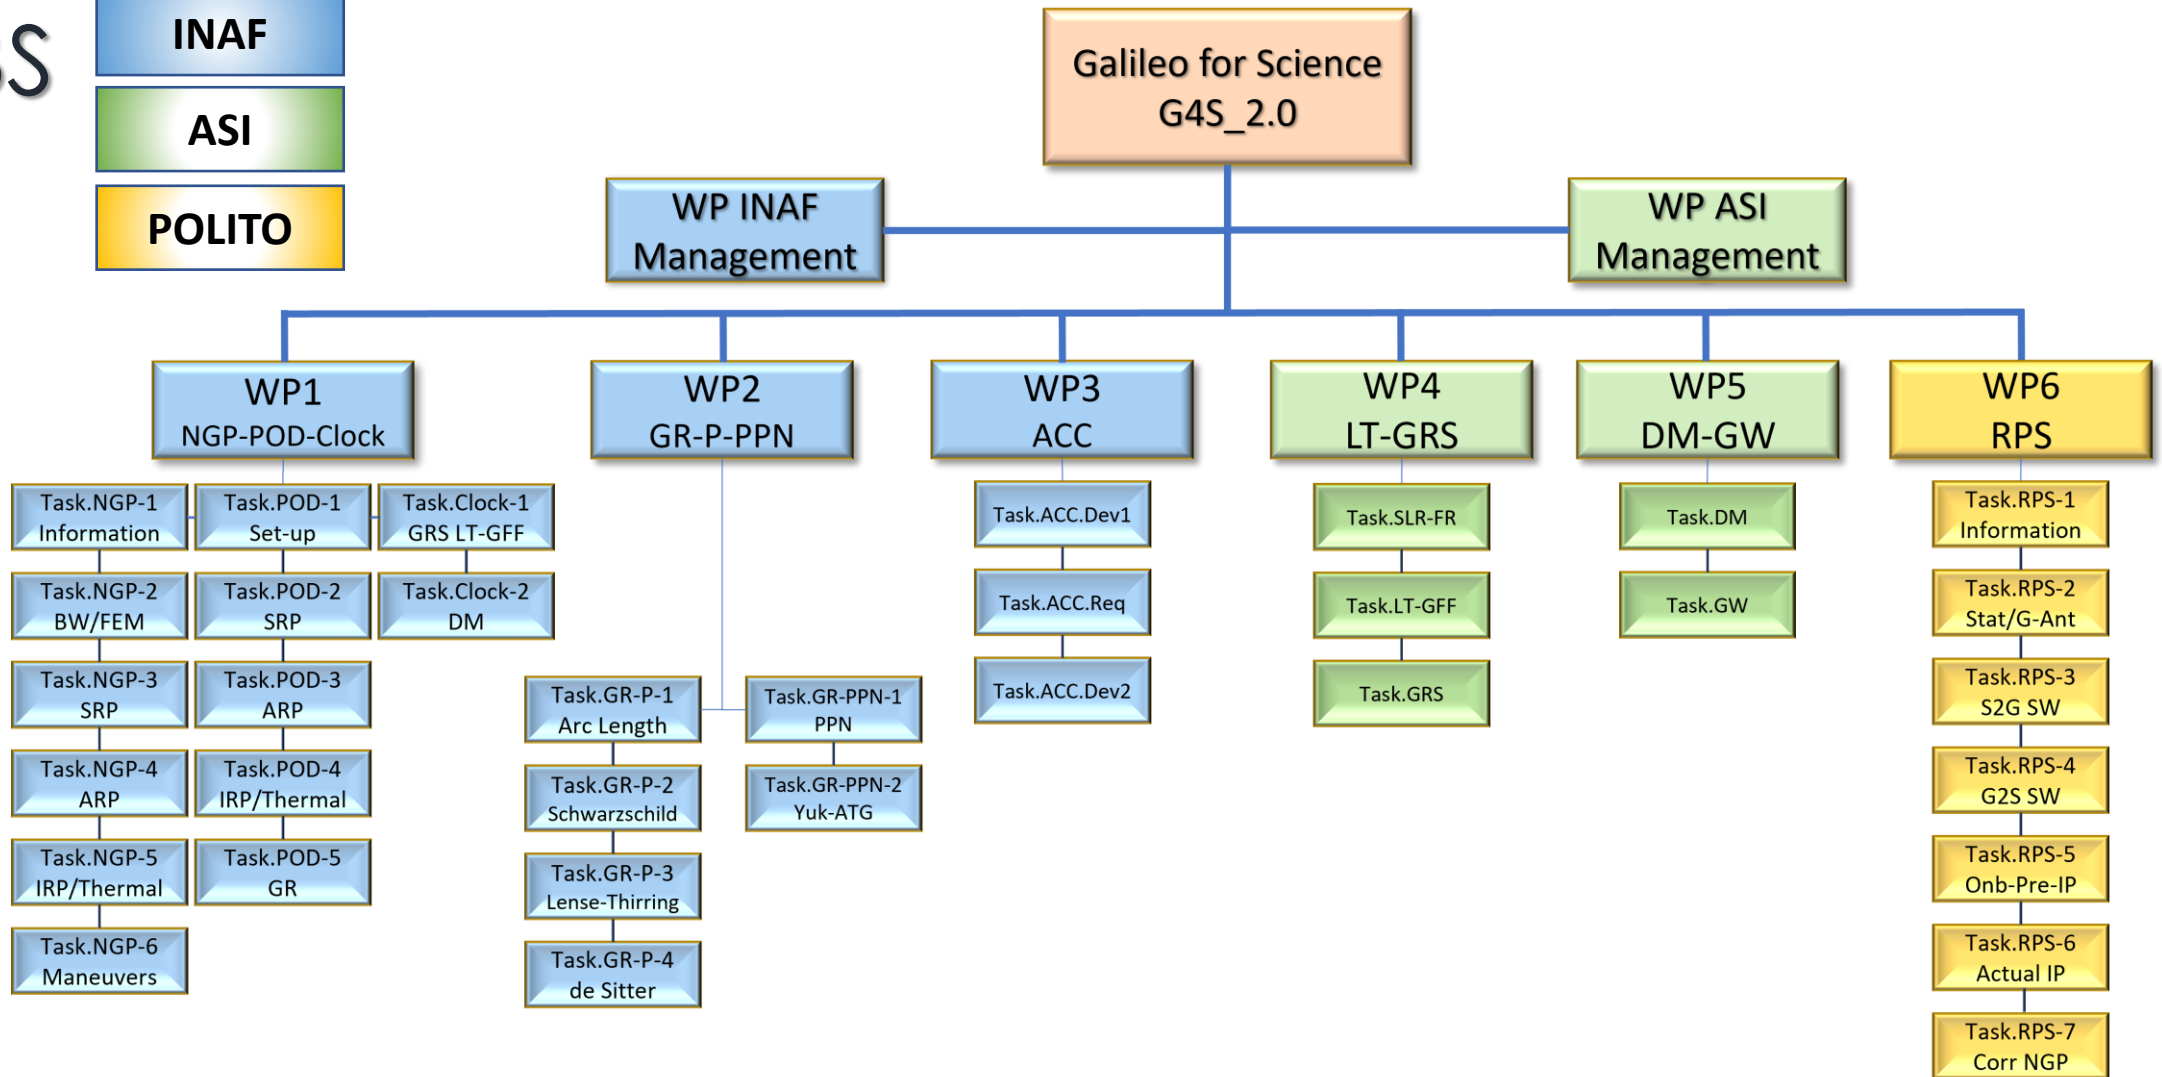 INAF
ASI
POLITO
Galileo for Science
G4S_2.0
WP INAF
Management
WP ASI
Management
WP1
NGP-POD-Clock
WP2
GR-P-PPN
WP3
ACC
WP4
LT-GRS
WP5
DM-GW
WP6
RPS
Task.NGP-1
Information
Task.NGP-2
BW/FEM
Task.NGP-3
SRP
Task.NGP-4
ARP
Task.NGP-5
IRP/Thermal
Task.NGP-6
Maneuvers
Task.POD-1
Set-up
Task.POD-2
SRP
Task.POD-3
ARP
Task.POD-4
IRP/Thermal
Task.POD-5
GR
Task.Clock-1
GRS LT-GFF
Task.Clock-2
DM
Task.GR-P-1
Arc Length
Task.GR-P-2
Schwarzschild
Task.GR-P-3
Lense-Thirring
Task.GR-P-4
de Sitter
Task.GR-PPN-1
PPN
Task.GR-PPN-2
Yuk-ATG
Task.ACC.Dev1
Task.ACC.Req
Task.ACC.Dev2
Task.SLR-FR
Task.LT-GFF
Task.GRS
Task.DM
Task.GW
Task.RPS-1
Information
Task.RPS-2
Stat/G-Ant
Task.RPS-3
S2G SW
Task.RPS-4
G2S SW
Task.RPS-5
Onb-Pre-IP
Task.RPS-6
Actual IP
Task.RPS-7
Corr NGP